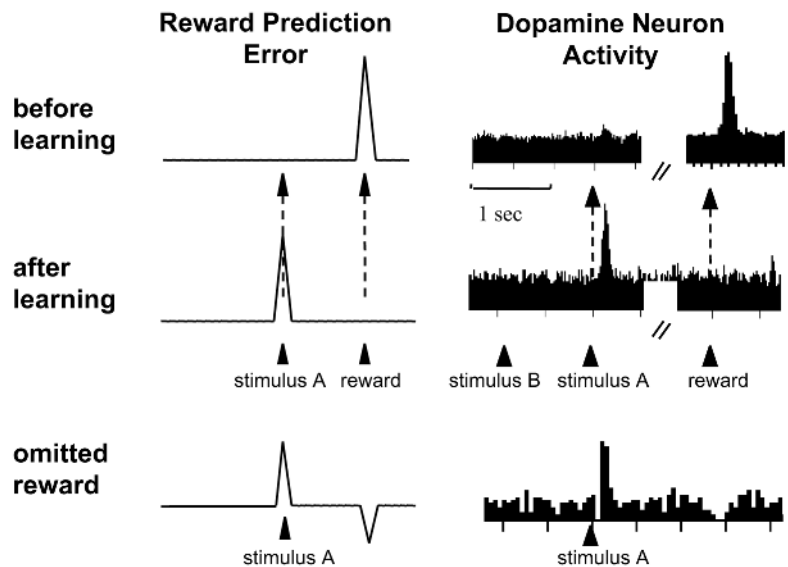 Reward Prediction
Error
Dopamine Neuron
Activity
before
learning
1 sec
after
learning
stimulus A
reward
stimulus B
stimulus A
reward
omitted
reward
stimulus A
stimulus A